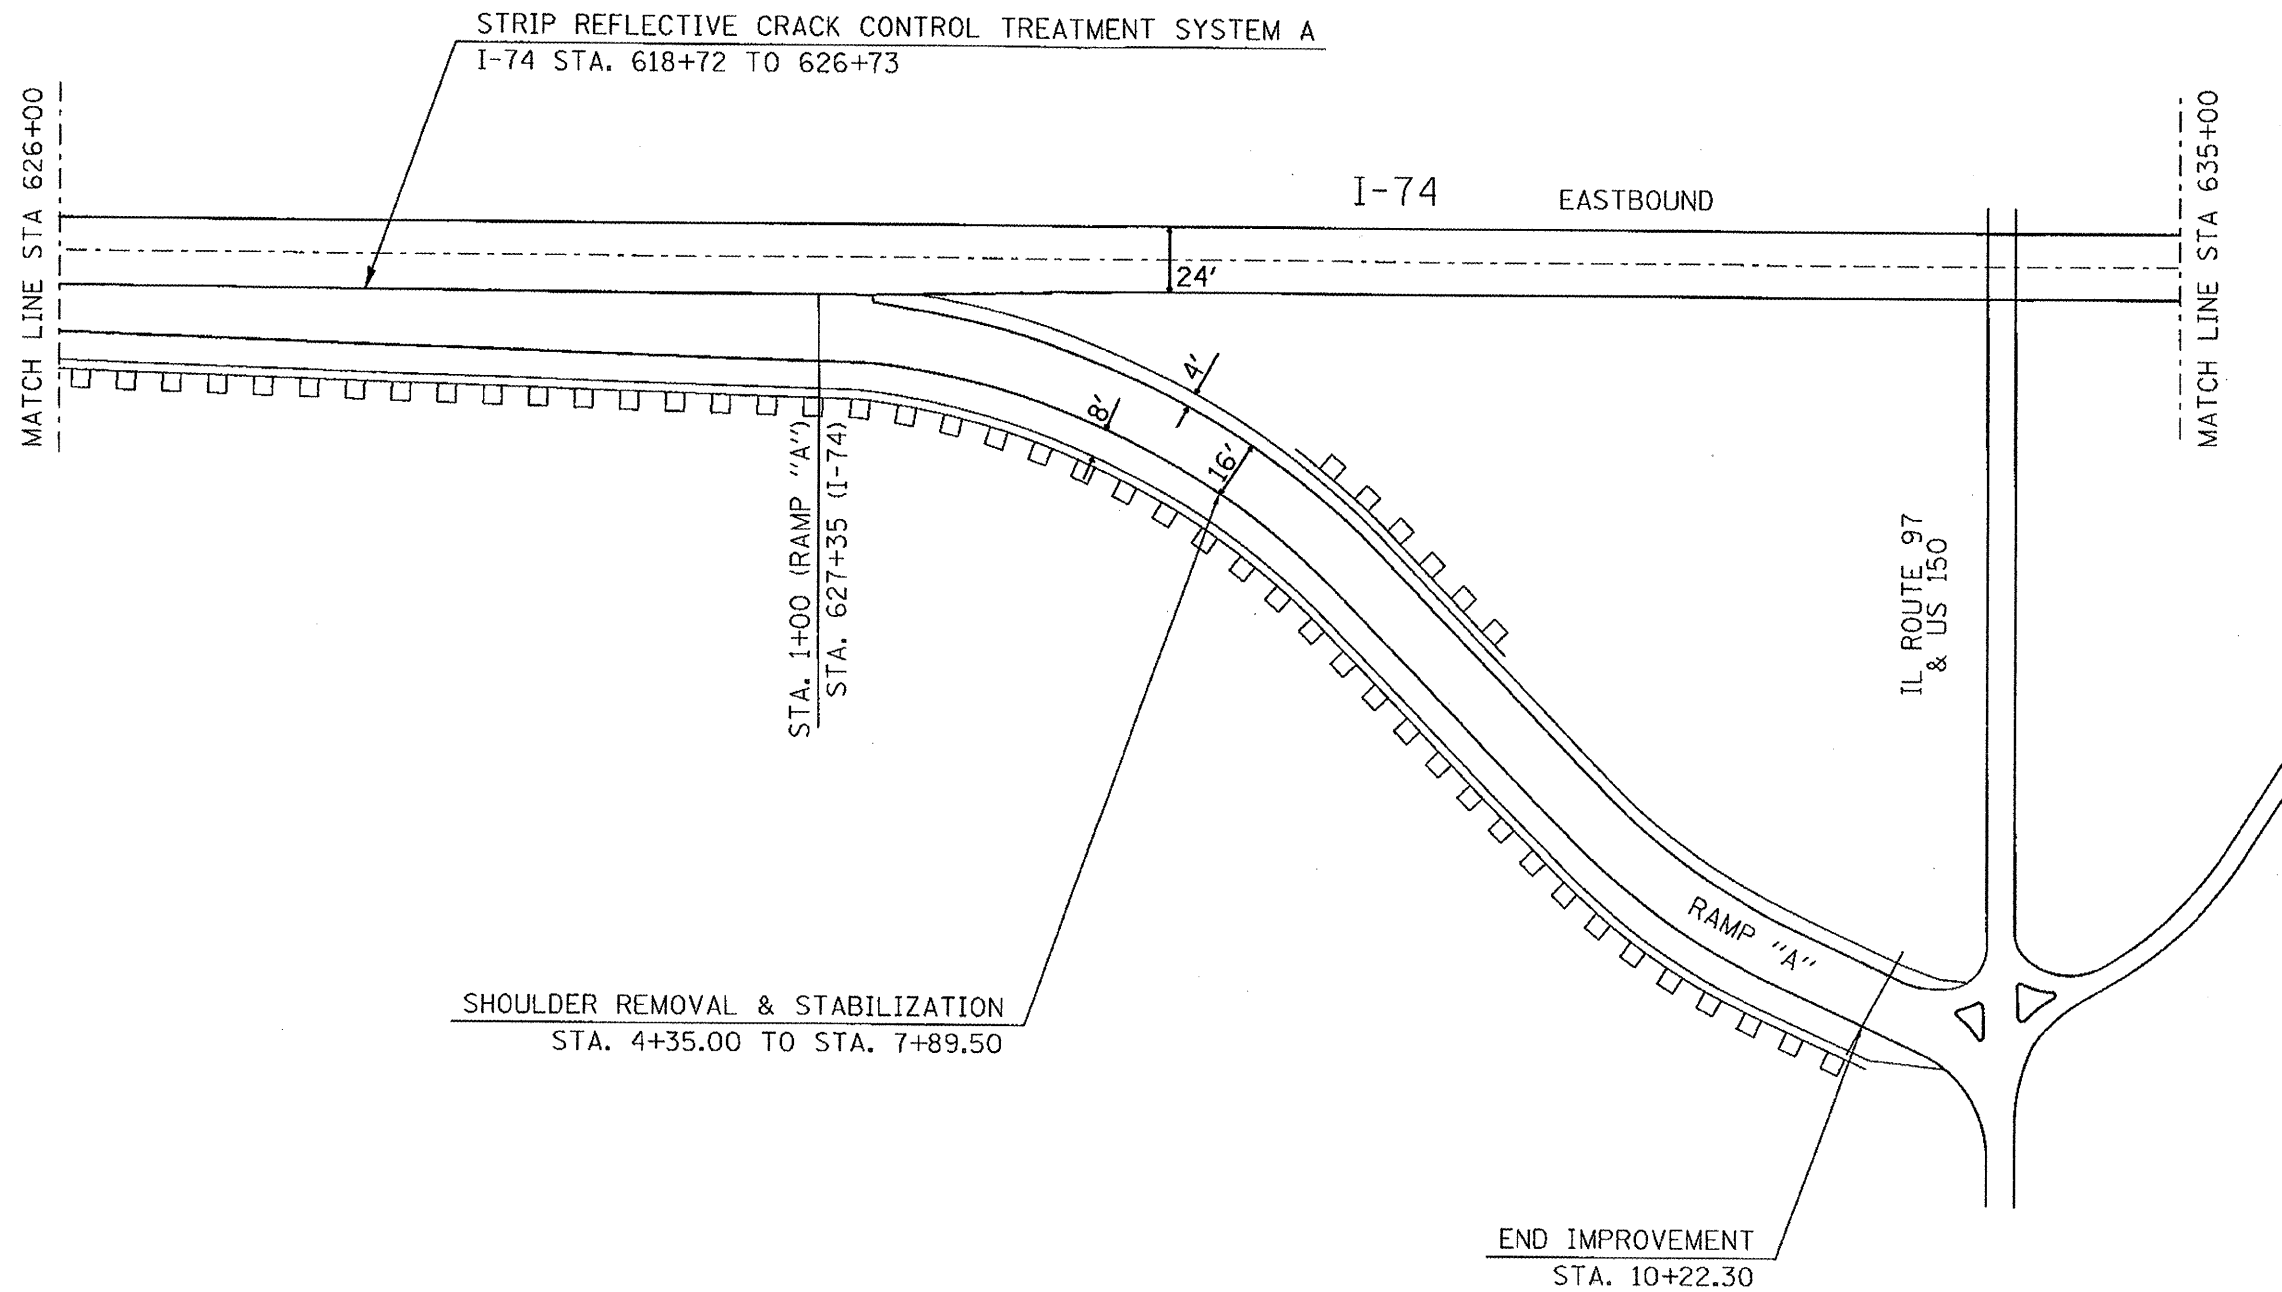 STRIP REFLECTIVE CRACK CONTROL TREATMENT SYSTEM A
I-74 STA. 618+72 TO 626+73
MATCH LINE STA 626+00
I-74
EASTBOUND
MATCH LINE STA 635+00
24'
4'
8'
16'
STA. 1+00 (RAMP "A")
STA. 627+35 (I-74)
IL ROUTE 97
& US 150
RAMP "A"
SHOULDER REMOVAL & STABILIZATION
STA. 4+35.00 TO STA. 7+89.50
END IMPROVEMENT
STA. 10+22.30